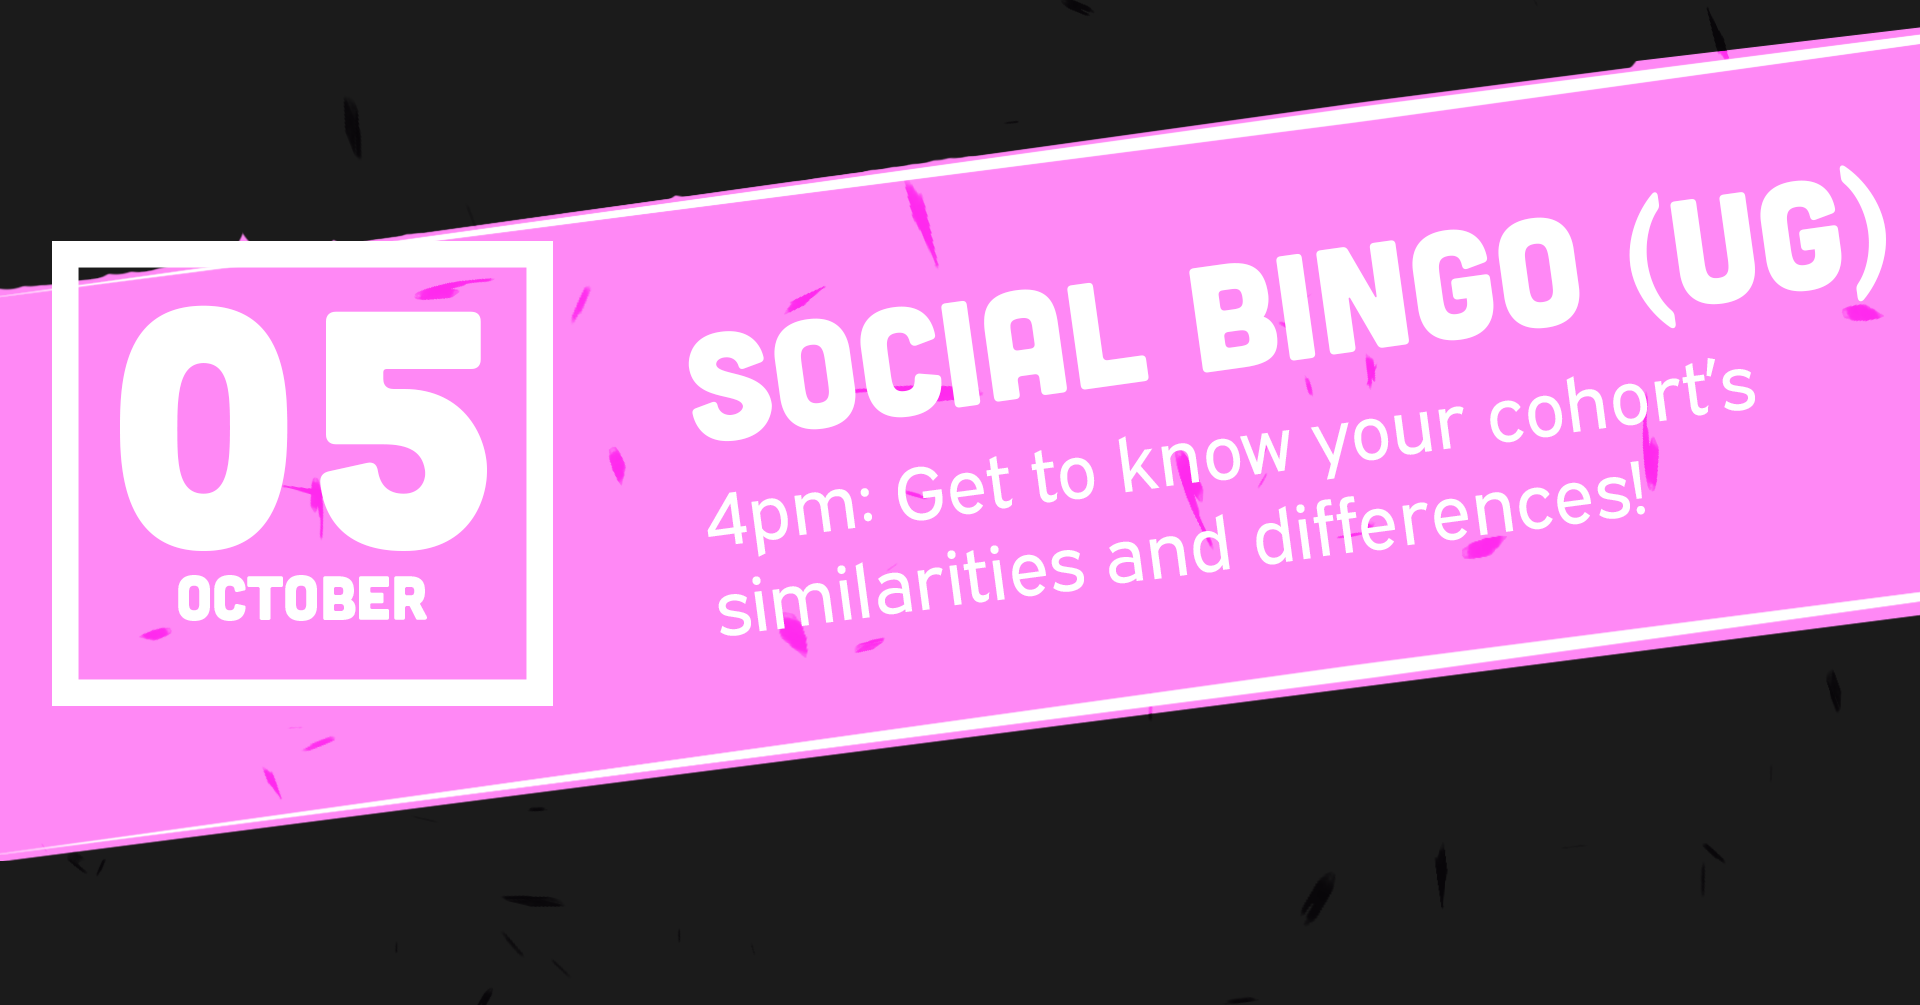 05
OCTOBER
SOCIAL BINGO (UG)
4pm: Get to know your cohort's
similarities and differences!